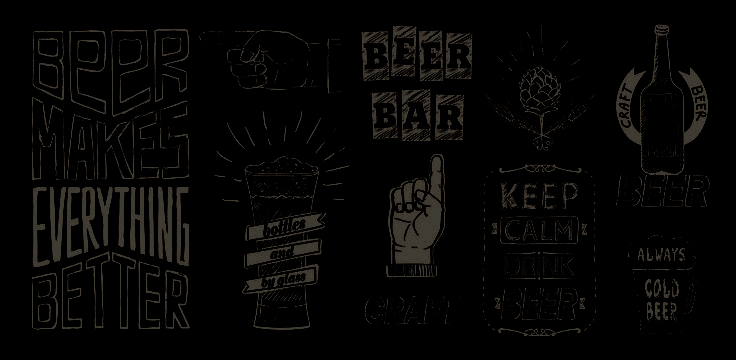 BEER
MAKES
EVERYTHING
BETTER
bottles
and
by glass
BEER
BAR
KEEP
CALM
DRINK
BEER
CRAFT BEER
BEER
ALWAYS
COLD
BEER